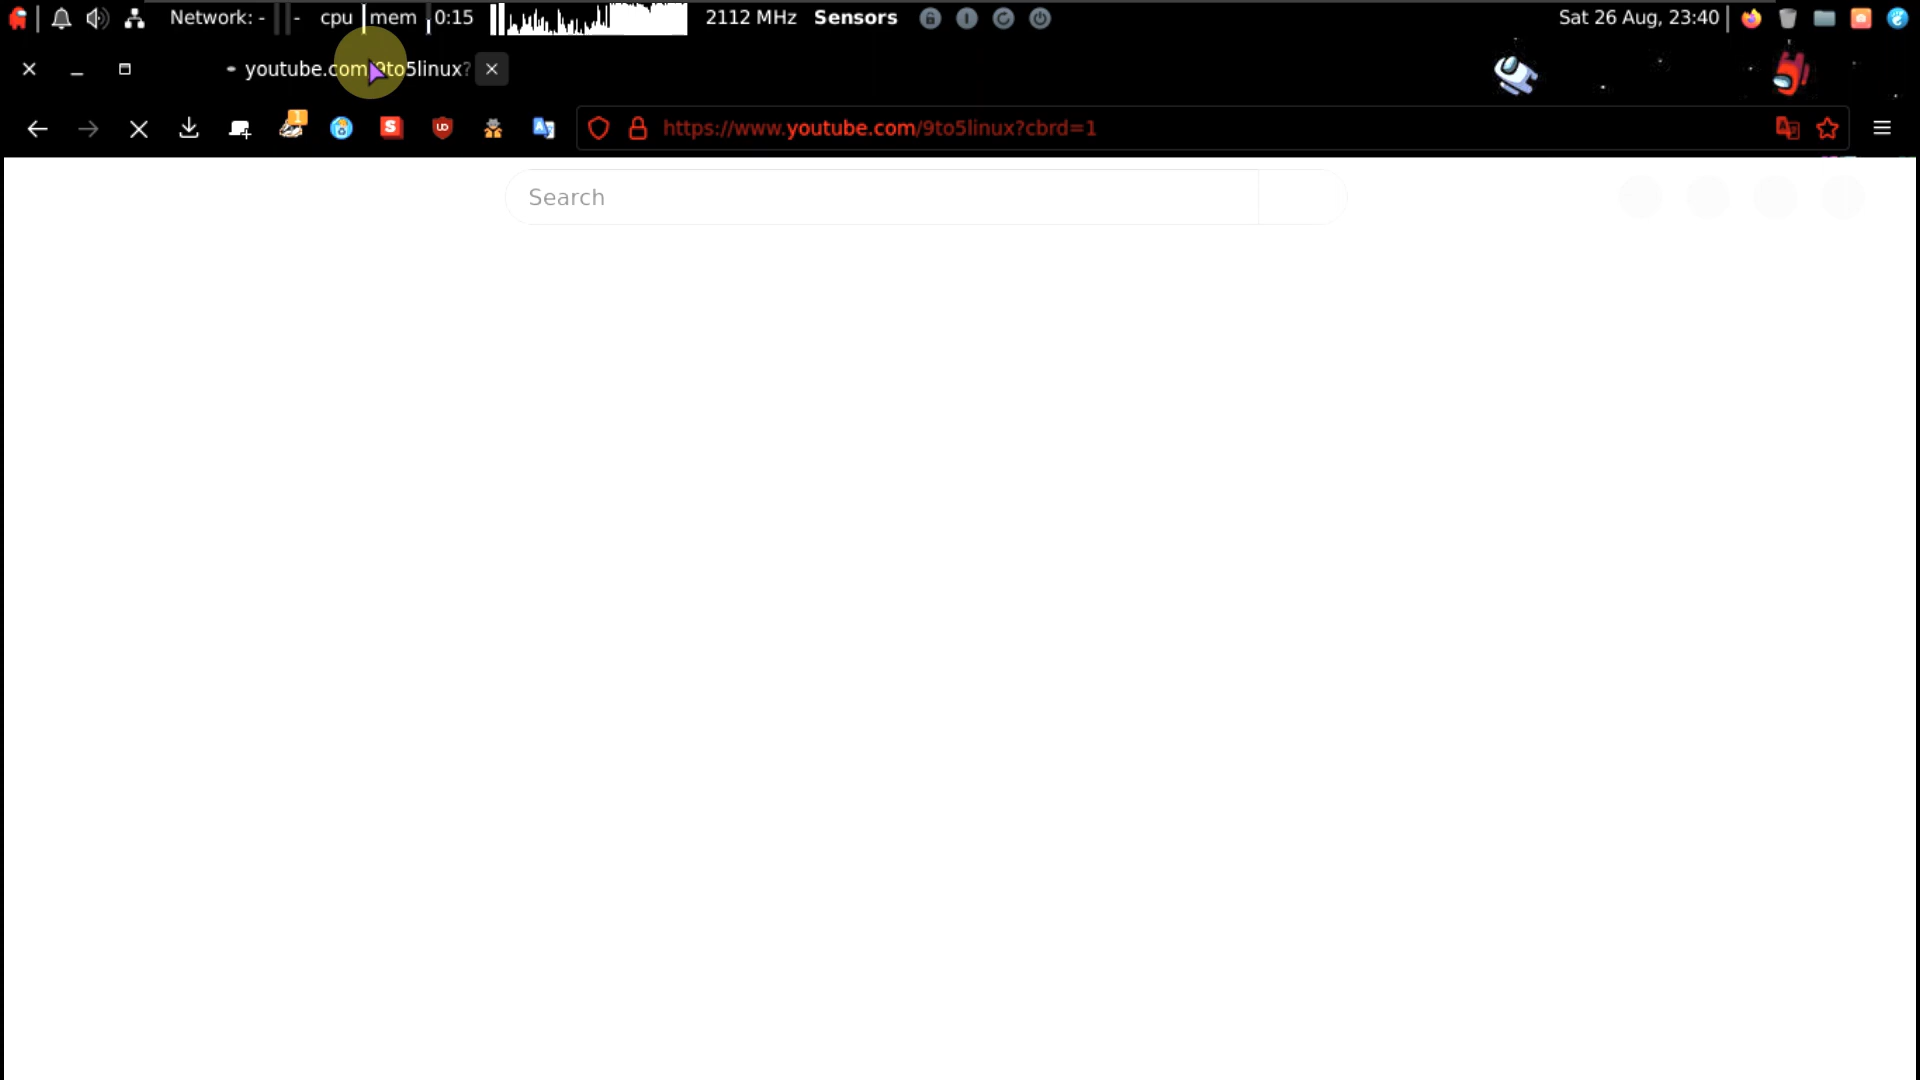 Network: - - cpu mem 0:15 2112 MHz Sensors Sat 26 Aug, 23:40
youtube.com/9to5linux?
1
https://www.youtube.com/9to5linux?cbrd=1
Search